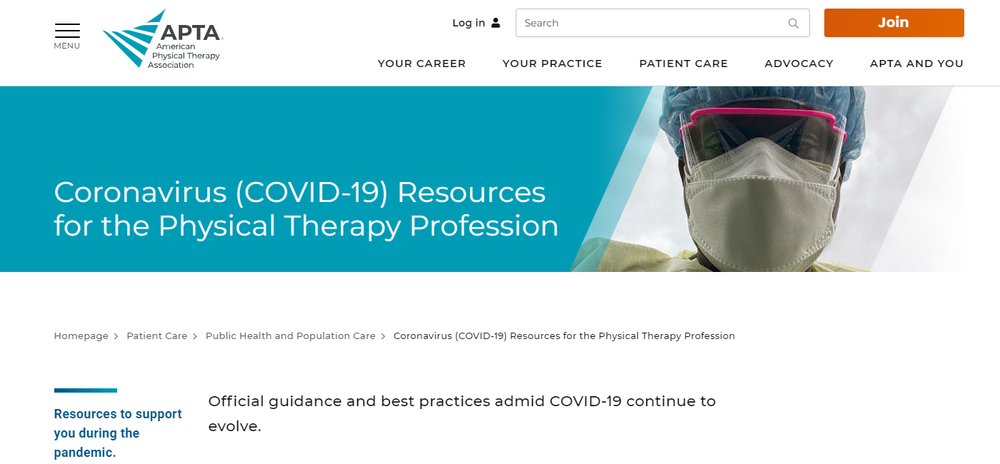 MENU
APTA
American
Physical Therapy
Association
Log in
Search
Join
YOUR CAREER YOUR PRACTICE PATIENT CARE ADVOCACY APTA AND YOU
Coronavirus (COVID-19) Resources
for the Physical Therapy Profession
Homepage > Patient Care > Public Health and Population Care > Coronavirus (COVID-19) Resources for the Physical Therapy Profession
Resources to support
you during the
pandemic.
Official guidance and best practices admid COVID-19 continue to
evolve.